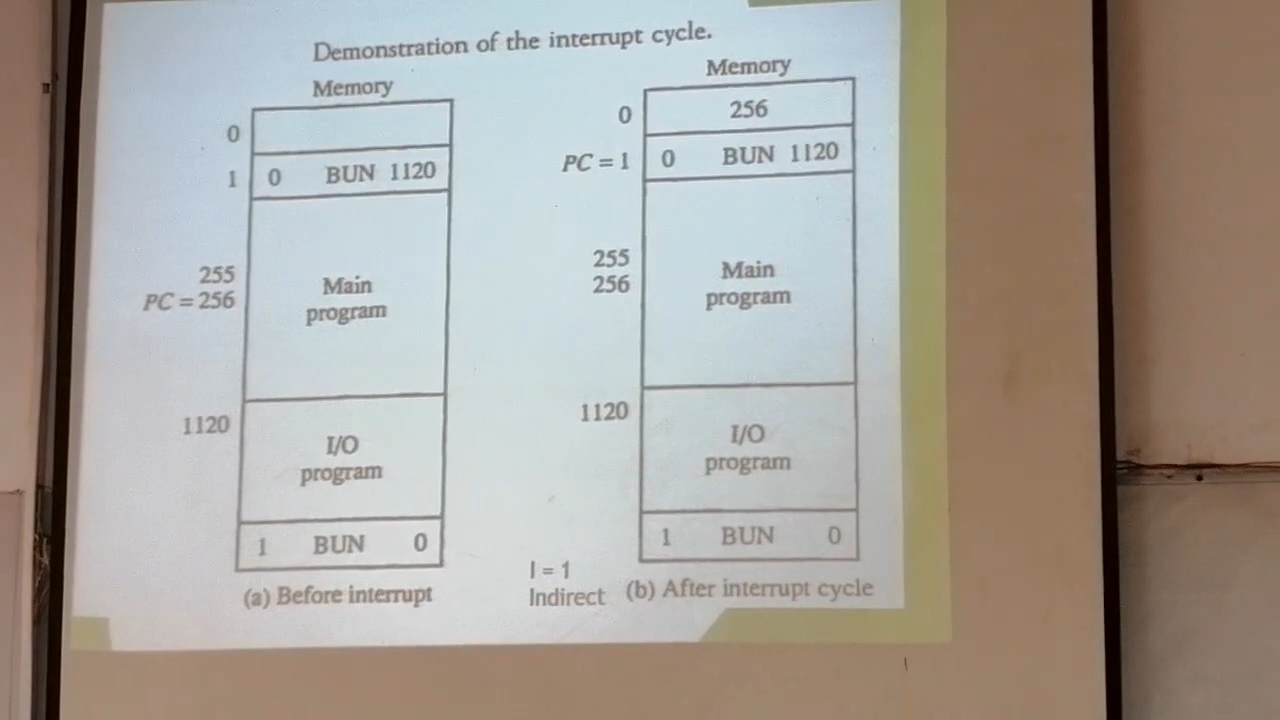 Demonstration of the interrupt cycle.
Memory
0
1 0 BUN 1120
255
PC = 256
Main
program
1120
I/O
program
1 BUN 0
(a) Before interrupt
Memory
0 256
PC = 1 0 BUN 1120
255
256
Main
program
1120
I/O
program
1 BUN 0
I = 1
Indirect
(b) After interrupt cycle